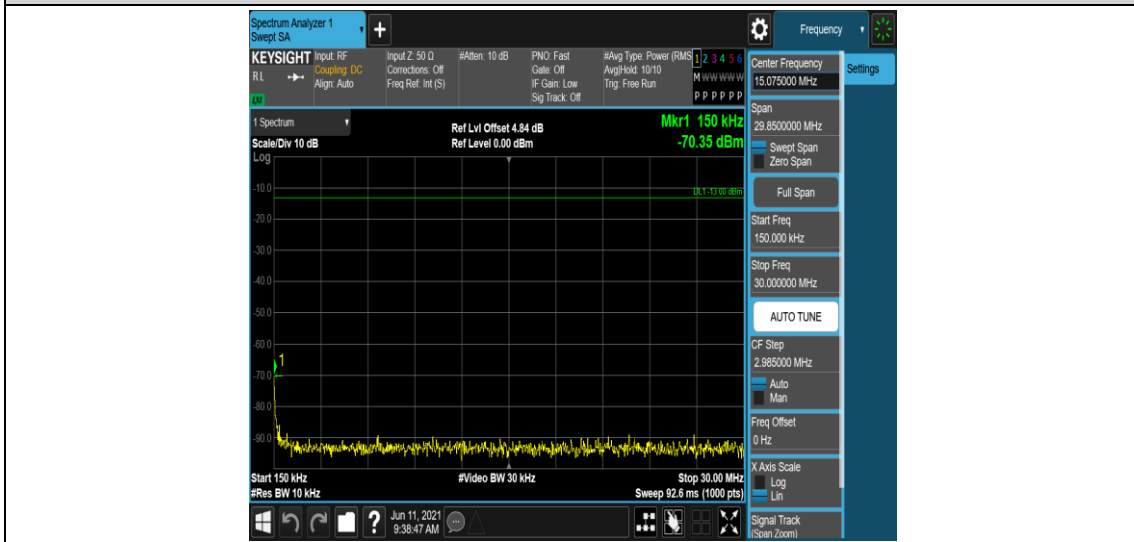 Spectrum Analyzer 1
Swept SA
+
Frequency
KEYSIGHT
RL
Input: RF
Coupling: DC
Align: Auto
Input Z: 50 Ω
Corrections: Off
Freq Ref: Int (S)
#Atten: 10 dB
PNO: Fast
Gate: Off
IF Gain: Low
Sig Track: Off
#Avg Type: Power (RMS
Avg|Hold: 10/10
Trig: Free Run
1 2 3 4 5 6
M W W W W W
P P P P P P
1 Spectrum
Scale/Div 10 dB
Log
Ref Lvl Offset 4.84 dB
Ref Level 0.00 dBm
Mkr1 150 kHz
-70.35 dBm
DL1 -13.00 dBm
-10.0
-20.0
-30.0
-40.0
-50.0
-60.0
-70.0
-80.0
-90.0
1
Start 150 kHz
#Res BW 10 kHz
#Video BW 30 kHz
Stop 30.00 MHz
Sweep 92.6 ms (1000 pts)
Center Frequency
15.075000 MHz
Settings
Span
29.8500000 MHz
Swept Span
Zero Span
Full Span
Start Freq
150.000 kHz
Stop Freq
30.000000 MHz
AUTO TUNE
CF Step
2.985000 MHz
Auto
Man
Freq Offset
0 Hz
X Axis Scale
Log
Lin
Signal Track
(Span Zoom)
?
Jun 11, 2021
9:38:47 AM